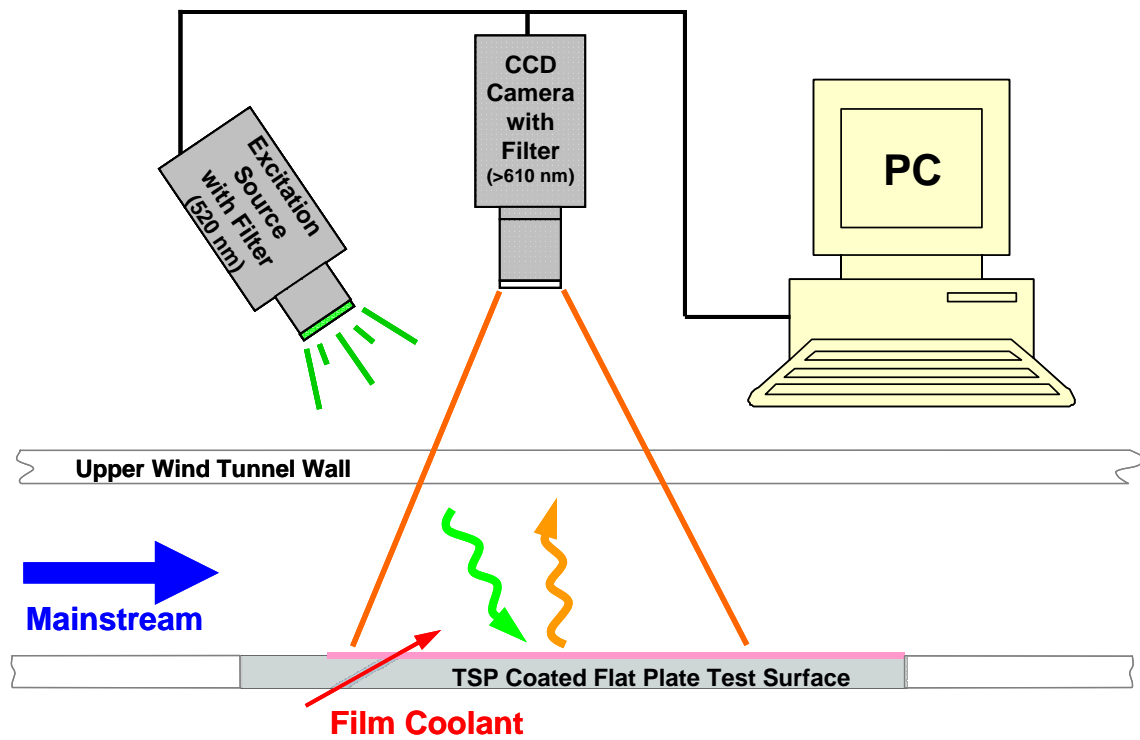 CCD
Camera
with
Filter
(>610 nm)
Excitation
Source
with Filter
(520 nm)
PC
Upper Wind Tunnel Wall
Mainstream
TSP Coated Flat Plate Test Surface
Film Coolant